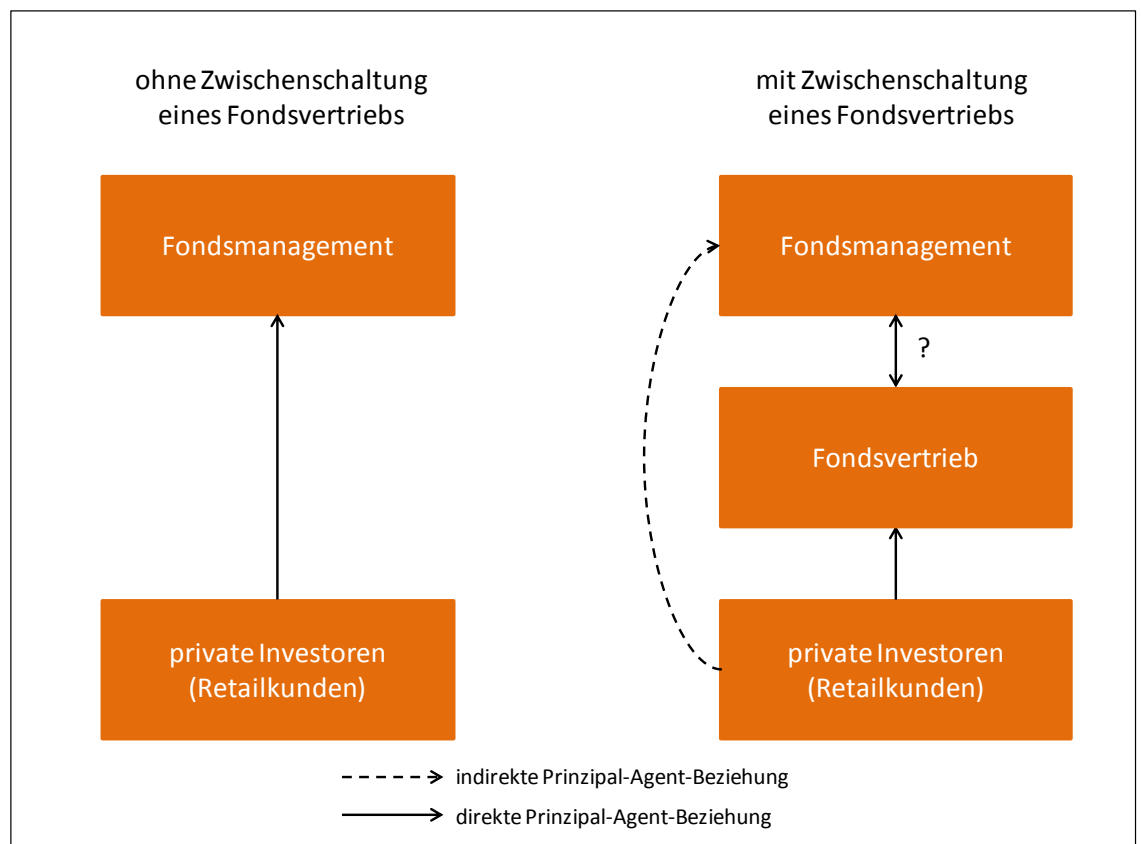 ohne Zwischenschaltung
eines Fondsvertriebs
Fondsmanagement
private Investoren
(Retailkunden)
mit Zwischenschaltung
eines Fondsvertriebs
Fondsmanagement
?
Fondsvertrieb
private Investoren
(Retailkunden)
indirekte Prinzipal-Agent-Beziehung
direkte Prinzipal-Agent-Beziehung